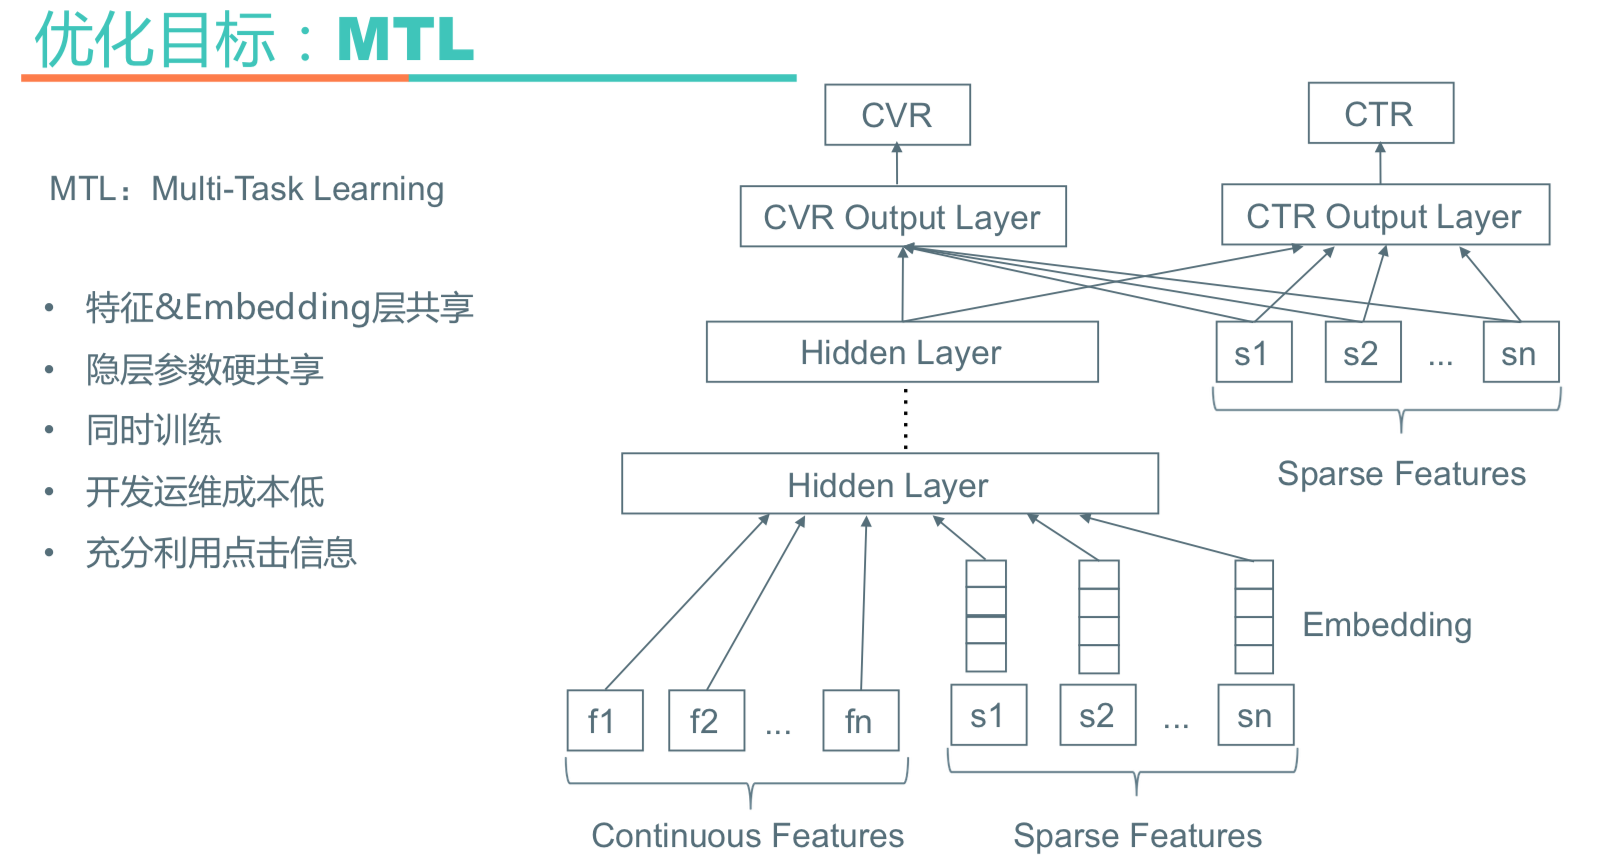 优化目标：MTL
MTL：Multi-Task Learning
• 特征&Embedding层共享
• 隐层参数硬共享
• 同时训练
• 开发运维成本低
• 充分利用点击信息
CVR
CTR
CVR Output Layer
CTR Output Layer
Hidden Layer
s1
s2
...
sn
Sparse Features
Hidden Layer
Embedding
f1
f2
...
fn
s1
s2
...
sn
Continuous Features
Sparse Features